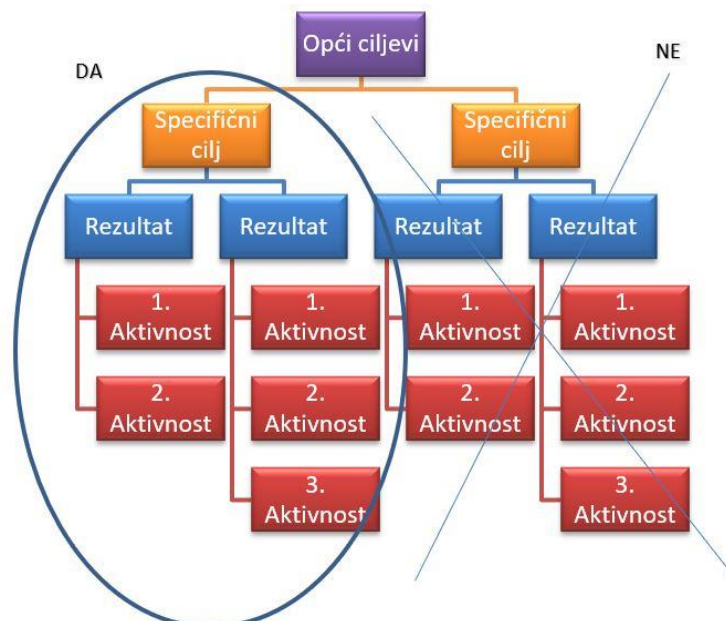 Opći ciljevi
DA
NE
Specifični
cilj
Specifični
cilj
Rezultat
Rezultat
Rezultat
Rezultat
1.
Aktivnost
1.
Aktivnost
1.
Aktivnost
1.
Aktivnost
2.
Aktivnost
2.
Aktivnost
2.
Aktivnost
2.
Aktivnost
3.
Aktivnost
3.
Aktivnost